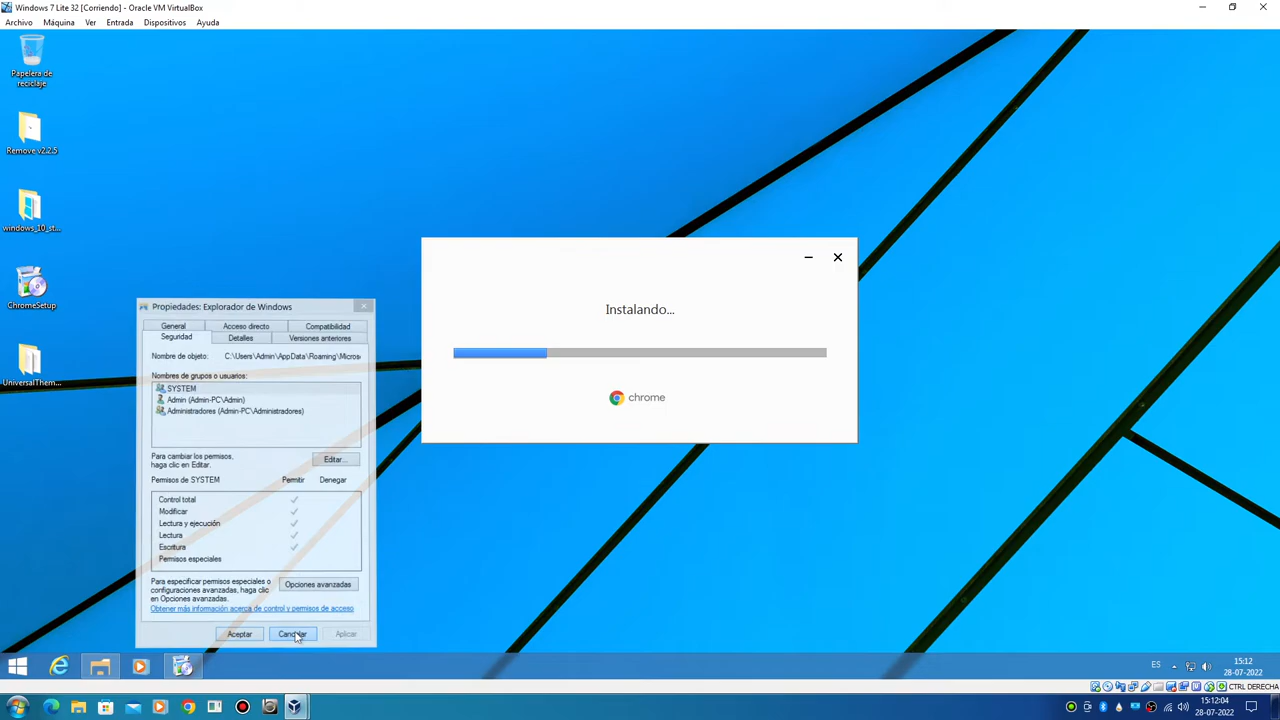 Windows 7 Lite 32 [Corriendo] - Oracle VM VirtualBox
Archivo Máquina Ver Entrada Dispositivos Ayuda
Papelera de
reciclaje
Remove v2.2.5
windows_10_st...
ChromeSetup
UniversalThem...
Instalando...
chrome
Propiedades: Explorador de Windows
General Acceso directo Compatibilidad
Seguridad Detalles Versiones anteriores
Nombre de objeto: C:\Users\Admin\AppData\Roaming\Micros
Nombres de grupos o usuarios:
SYSTEM
Admin (Admin-PC\Admin)
Administradores (Admin-PC\Administradores)
Para cambiar los permisos,
haga clic en Editar.
Editar...
Permisos de SYSTEM Permitir Denegar
Control total
Modificar
Lectura y ejecución
Lectura
Escritura
Permisos especiales
Para especificar permisos especiales o
configuraciones avanzadas, haga clic
en Opciones avanzadas.
Opciones avanzadas
Obtener más información acerca de control y permisos de acceso
Aceptar Cancelar Aplicar
ES
15:12
28-07-2022
CTRL DERECHA
15:12:04
28-07-2022